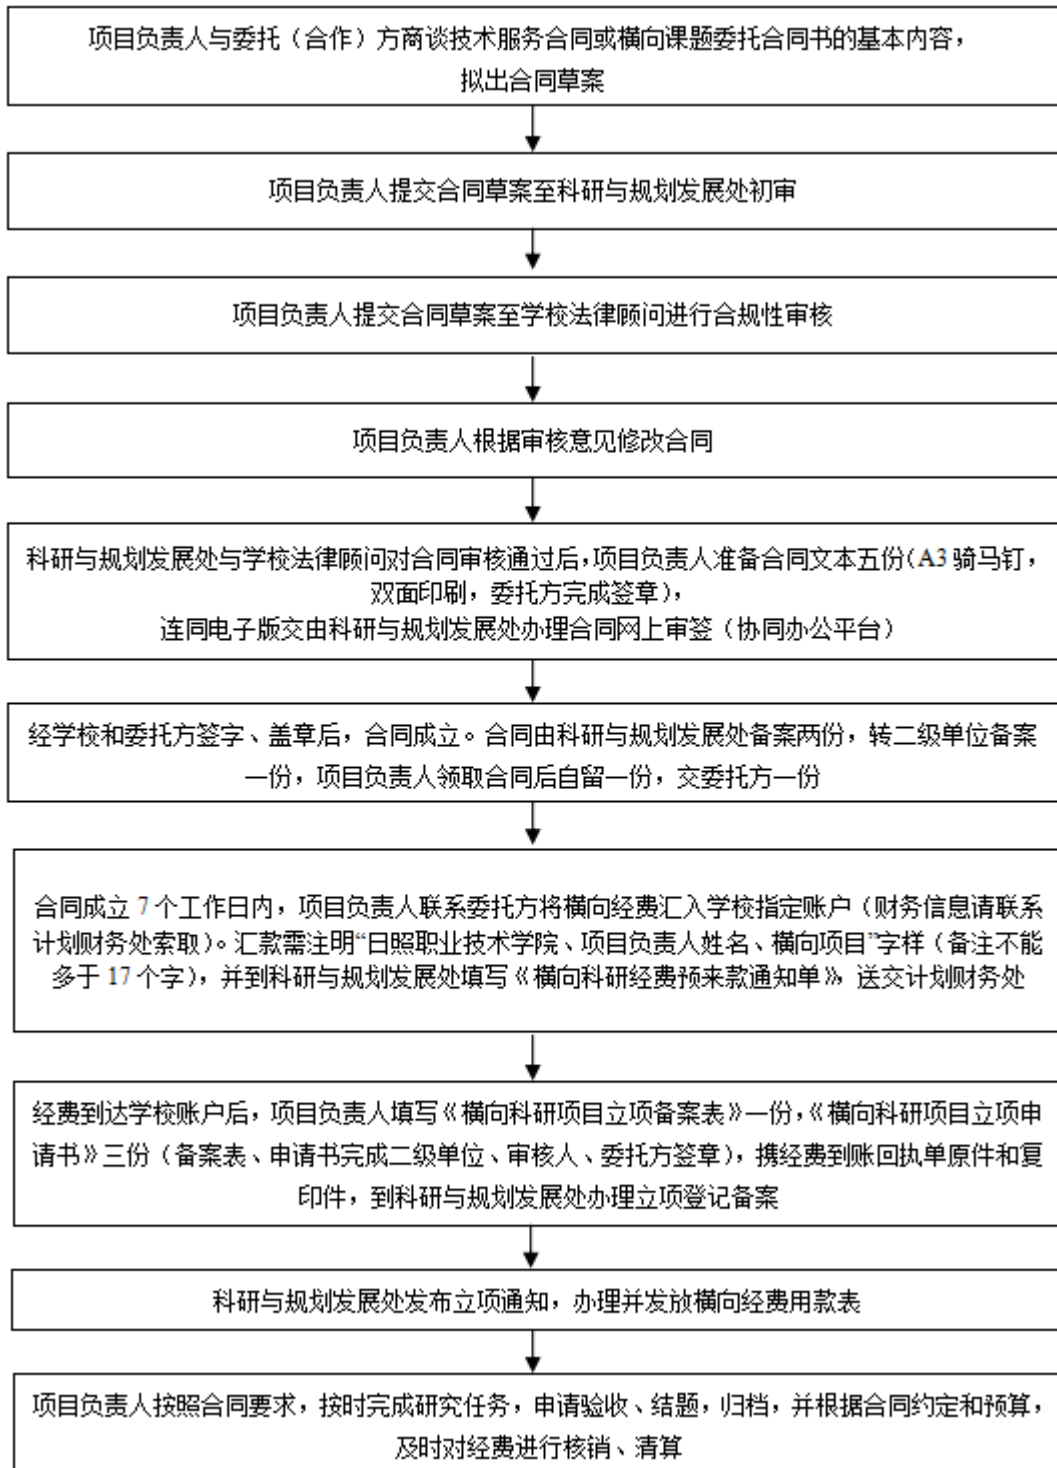 项目负责人与委托（合作）方商谈技术服务合同或横向课题委托合同书的基本内容，
拟出合同草案
项目负责人提交合同草案至科研与规划发展处初审
项目负责人提交合同草案至学校法律顾问进行合规性审核
项目负责人根据审核意见修改合同
科研与规划发展处与学校法律顾问对合同审核通过后，项目负责人准备合同文本五份（A3 骑马钉，
双面印刷，委托方完成签章），
连同电子版交由科研与规划发展处办理合同网上审签（协同办公平台）
经学校和委托方签字、盖章后，合同成立。合同由科研与规划发展处备案两份，转二级单位备案
一份，项目负责人领取合同后自留一份，交委托方一份
合同成立 7 个工作日内，项目负责人联系委托方将横向经费汇入学校指定账户（财务信息请联系
计划财务处索取）。汇款需注明“日照职业技术学院、项目负责人姓名、横向项目”字样（备注不能
多于 17 个字），并到科研与规划发展处填写《横向科研经费预来款通知单》，送交计划财务处
经费到达学校账户后，项目负责人填写《横向科研项目立项备案表》一份，《横向科研项目立项申
请书》三份（备案表、申请书完成二级单位、审核人、委托方签章），携经费到账回执单原件和复
印件，到科研与规划发展处办理立项登记备案
科研与规划发展处发布立项通知，办理并发放横向经费用款表
项目负责人按照合同要求，按时完成研究任务，申请验收、结题，归档，并根据合同约定和预算，
及时对经费进行核销、清算